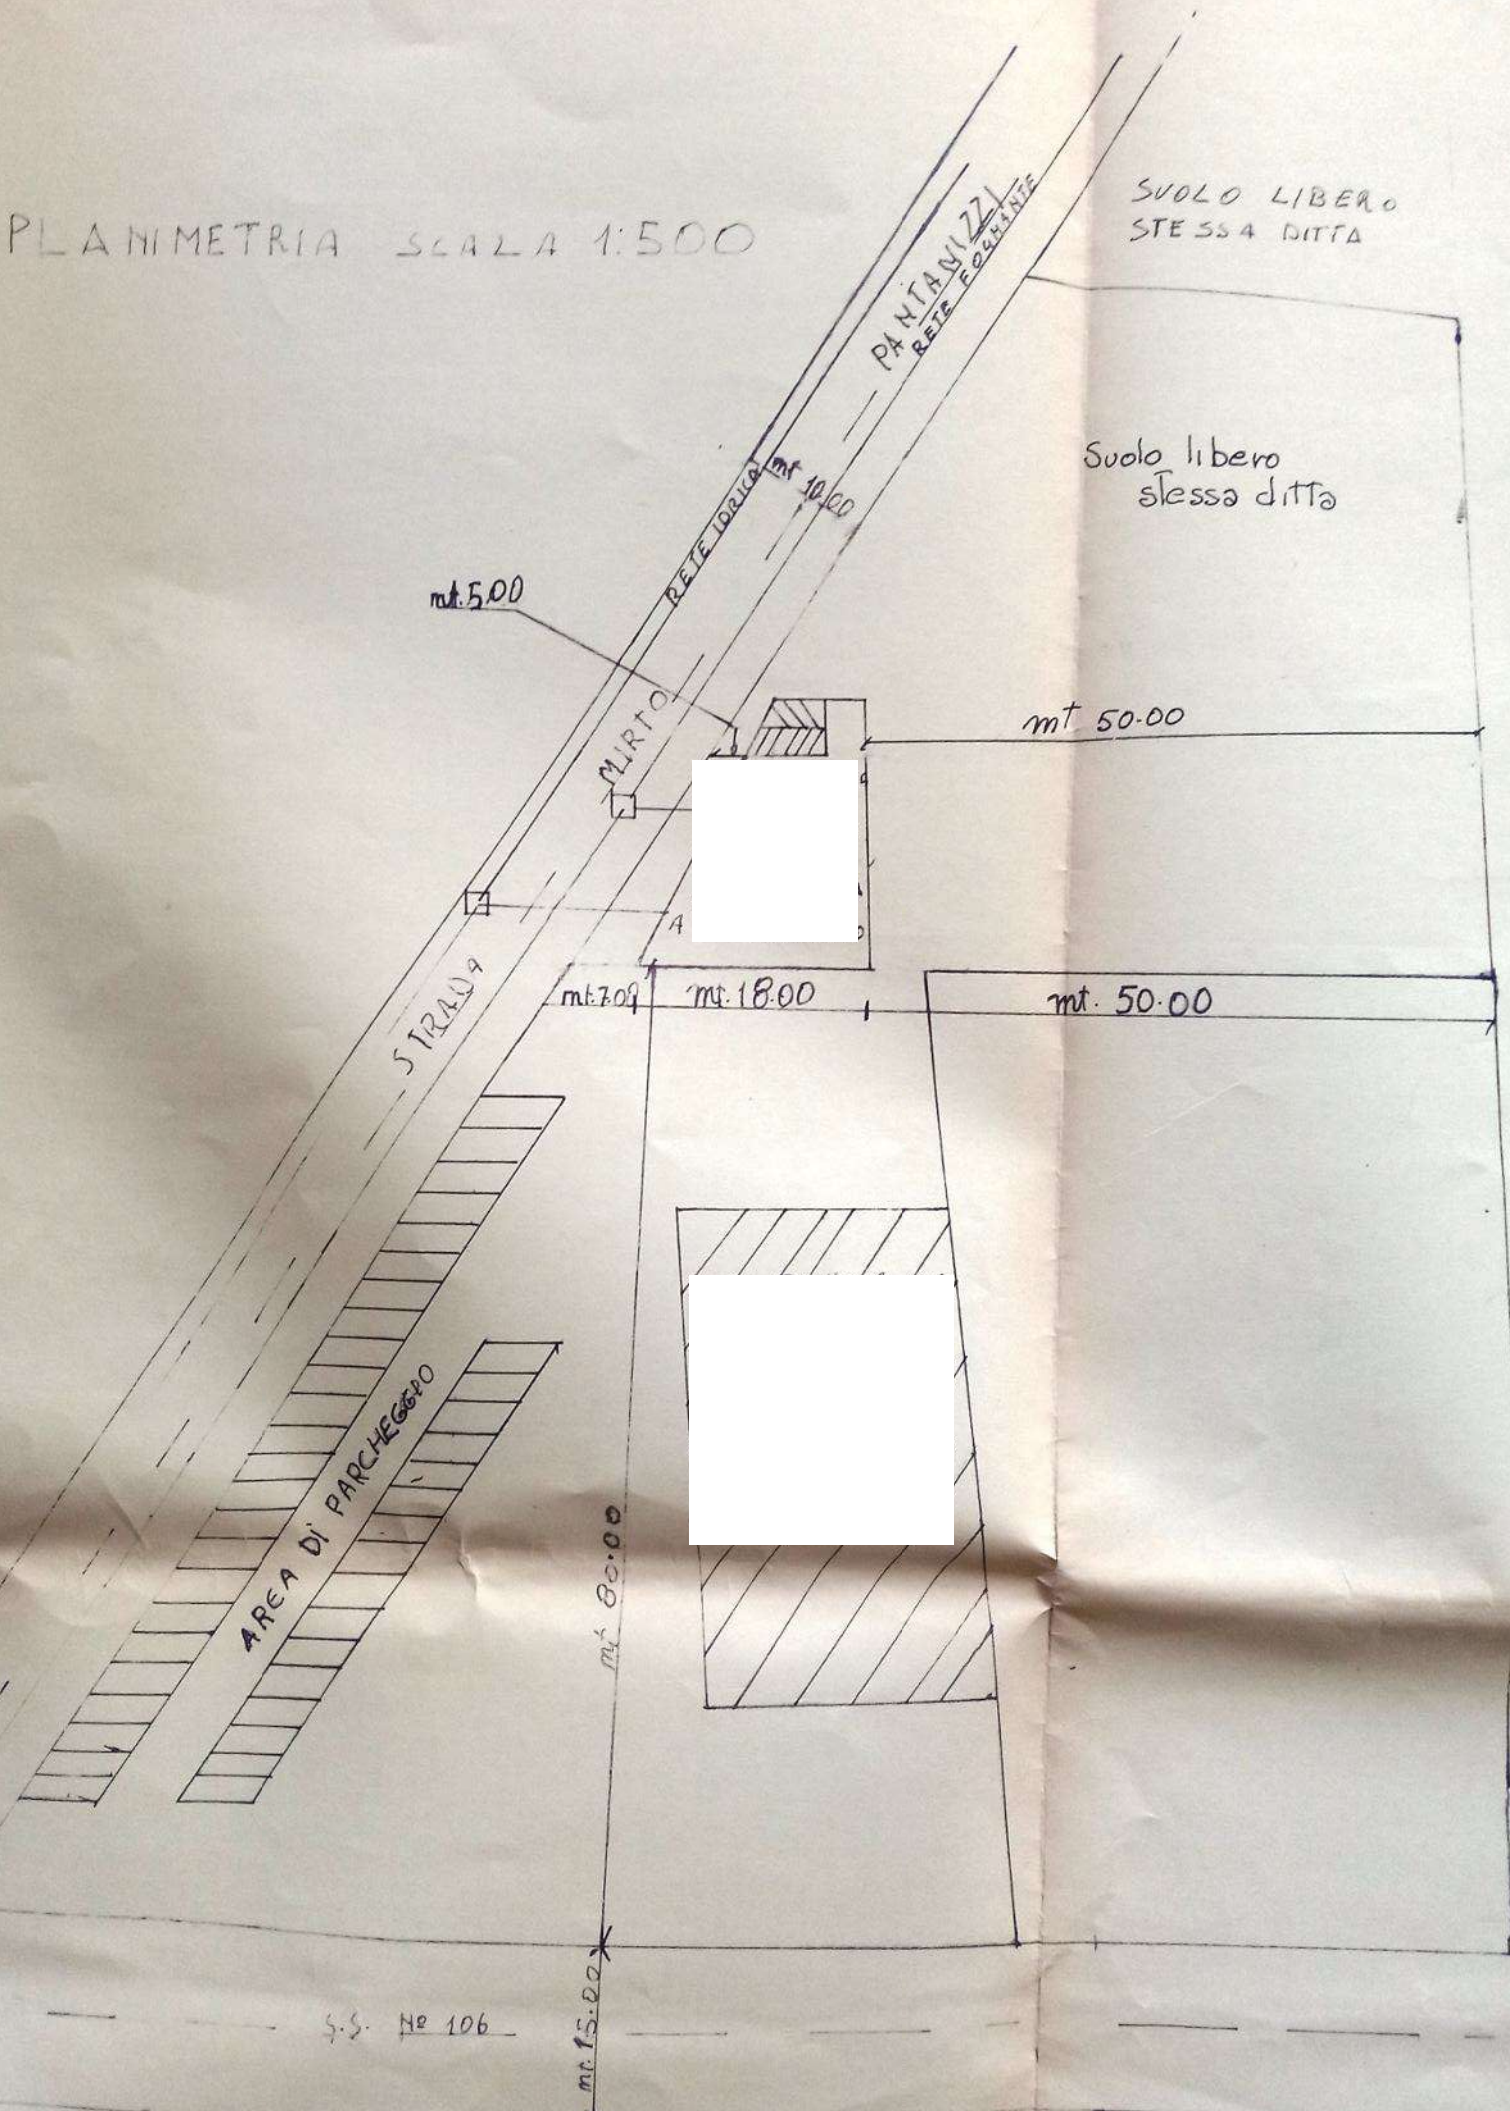 PLANIMETRIA SCALA 1:500
SUOLO LIBERO
STESSA DITTA
PANTANIZZI
RETE FOGNANTE
Suolo libero
stessa ditta
mt 10.00
RETE IDRICA
mt.5.00
MIRTO
mt 50.00
A
STRADA
mt.7.00
mt.18.00
mt. 50.00
AREA DI PARCHEGGIO
mt 80.00
S.S. Nº 106
mt.15.00